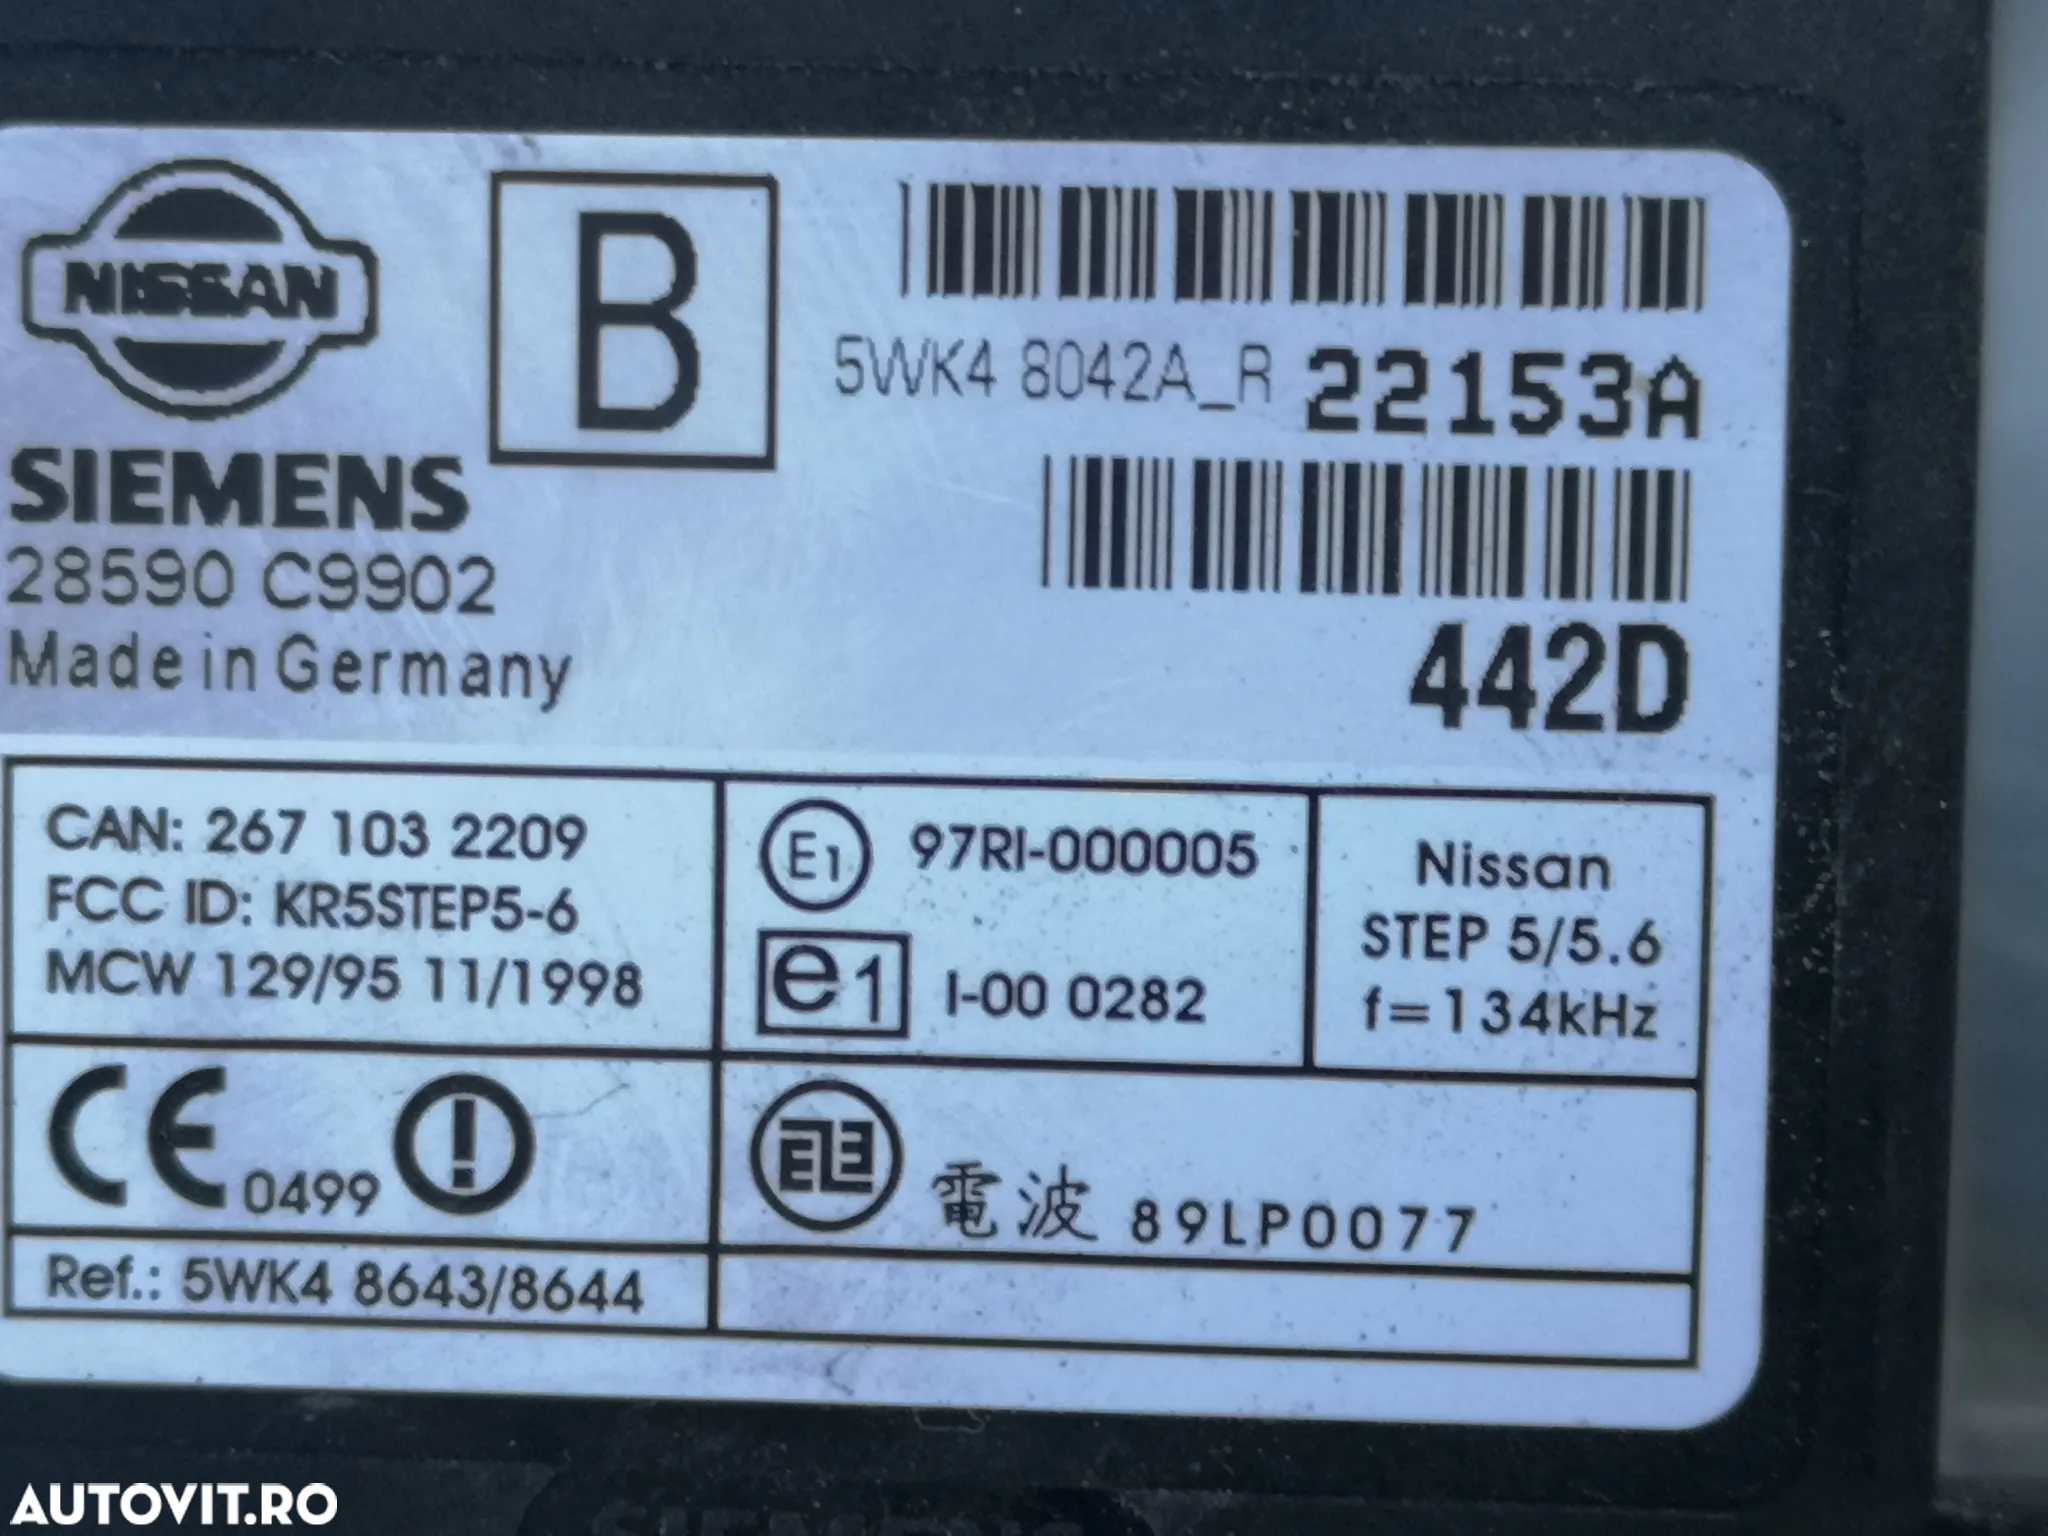 NISSAN
B
5WK4 8042A_R 22153A
SIEMENS
28590 C9902
Made in Germany
442D
CAN: 267 103 2209
FCC ID: KR5STEP5-6
MCW 129/95 11/1998
E1 97RI-000005
e1 I-00 0282
Nissan
STEP 5/5.6
f=134kHz
CE 0499 !
電波 89LP0077
Ref.: 5WK4 8643/8644
AUTOVIT.RO